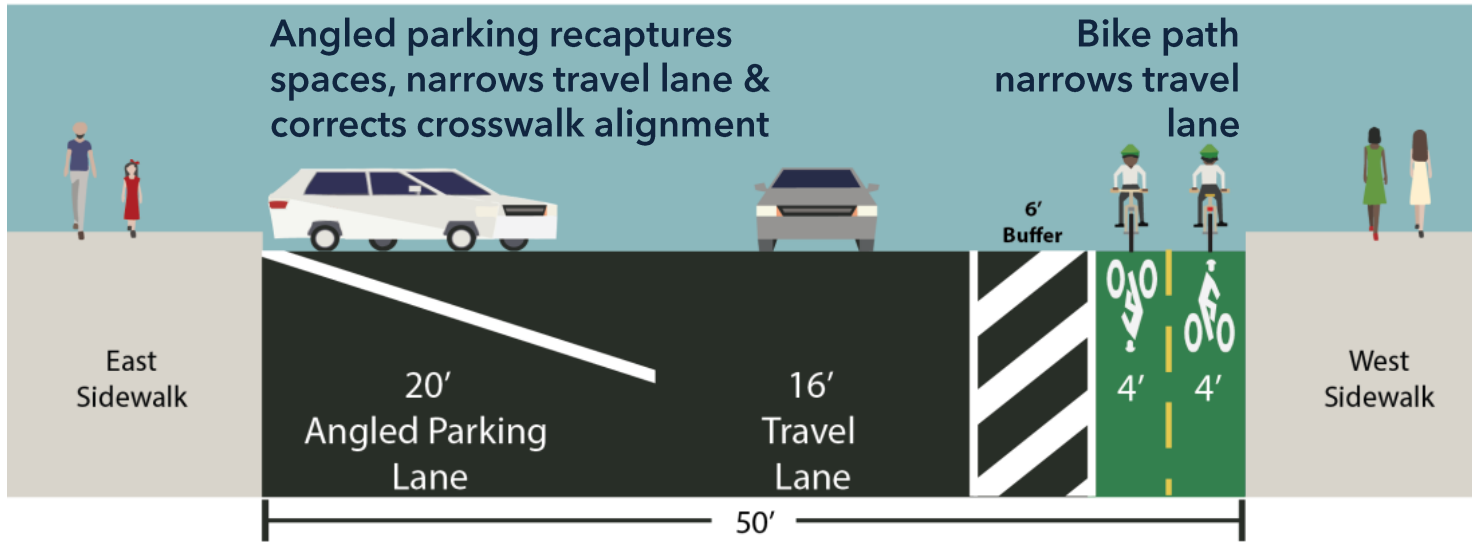 Angled parking recaptures
spaces, narrows travel lane &
corrects crosswalk alignment
Bike path
narrows travel
lane
6’
Buffer
East
Sidewalk
20’
Angled Parking
Lane
16’
Travel
Lane
4’
4’
West
Sidewalk
50’